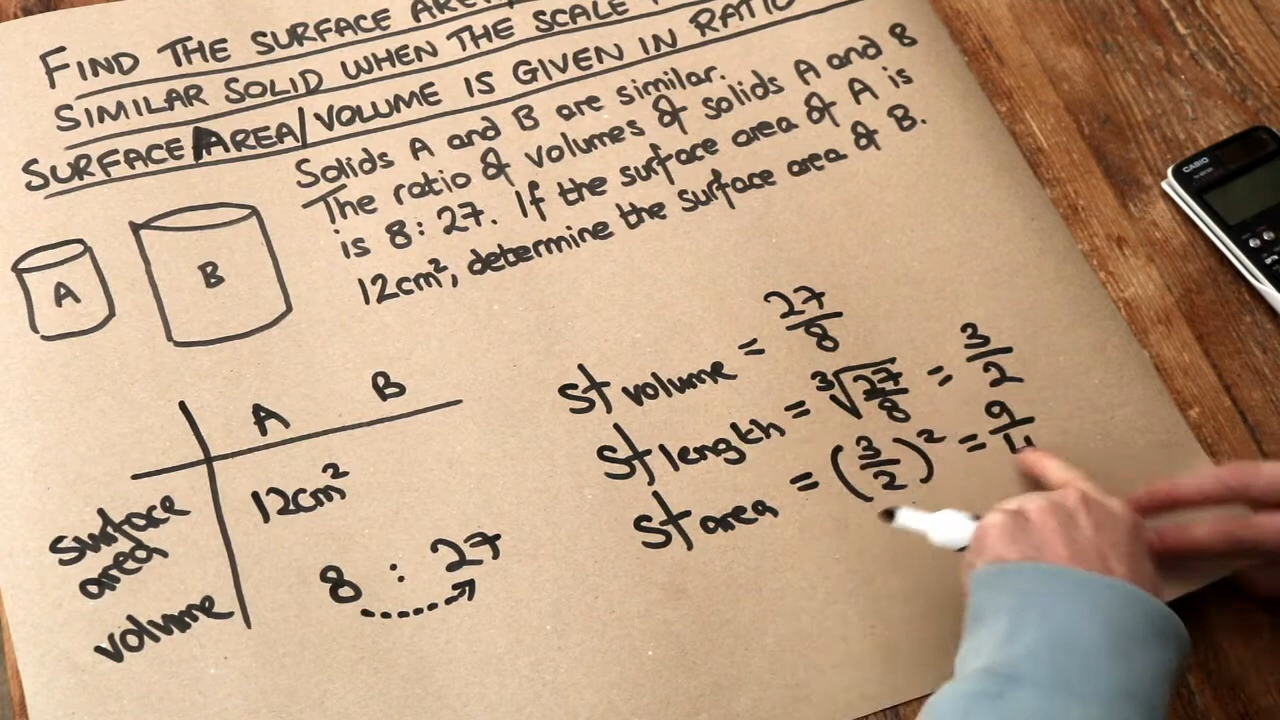 FIND THE SURFACE
SIMILAR SOLID WHEN THE SCALE
SURFACE AREA/VOLUME IS GIVEN IN RATIO
Solids A and B are similar.
The ratio of volumes of solids A and B
is 8:27. If the surface area of A is
12cm², determine the surface area of B.
A
B
A B
surface area 12cm²
volume 8 : 27
sf volume = 27/8
sf length = ³√27/8 = 3/2
sf area = (3/2)² = 9/
CASIO